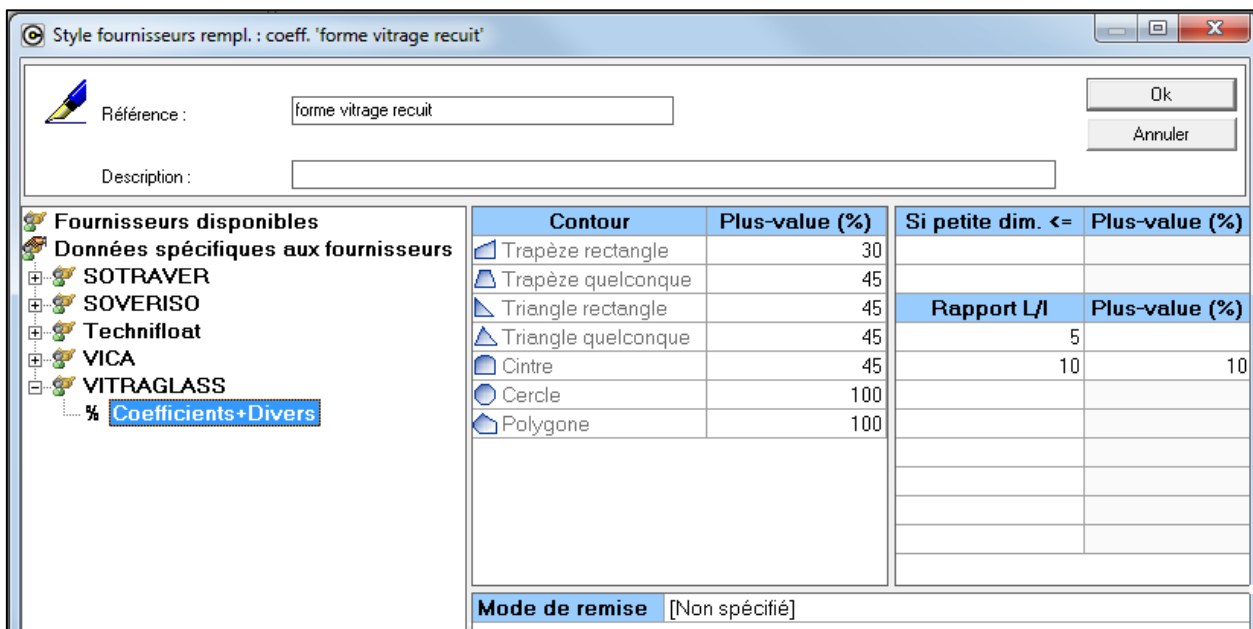 Style fournisseurs rempl. : coeff. 'forme vitrage recuit'
Référence :
forme vitrage recuit
Ok
Annuler
Description :
Fournisseurs disponibles
Données spécifiques aux fournisseurs
SOTRAVER
SOVERISO
Technifloat
VICA
VITRAGLASS
% Coefficients+Divers
Contour Plus-value (%)
Trapèze rectangle 30
Trapèze quelconque 45
Triangle rectangle 45
Triangle quelconque 45
Cintre 45
Cercle 100
Polygone 100
Si petite dim. <= Plus-value (%)
Rapport L/l Plus-value (%)
5
10 10
Mode de remise [Non spécifié]